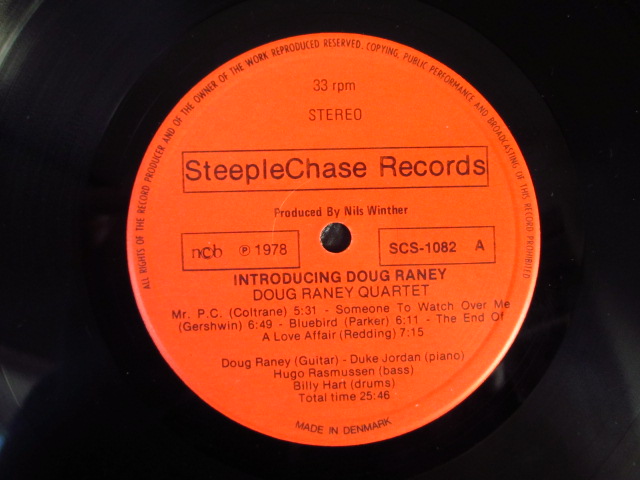 ALL RIGHTS OF THE RECORD PRODUCER AND OF THE OWNER OF THE WORK REPRODUCED RESERVED. COPYING, PUBLIC PERFORMANCE AND BROADCASTING OF THIS RECORD PROHIBITED
33 rpm
STEREO
SteepleChase Records
Produced By Nils Winther
ncb ℗ 1978
SCS-1082 A
INTRODUCING DOUG RANEY
DOUG RANEY QUARTET
Mr. P.C. (Coltrane) 5:31 - Someone To Watch Over Me
(Gershwin) 6:49 - Bluebird (Parker) 6:11 - The End Of
A Love Affair (Redding) 7:15
Doug Raney (Guitar) - Duke Jordan (piano)
Hugo Rasmussen (bass)
Billy Hart (drums)
Total time 25:46
MADE IN DENMARK